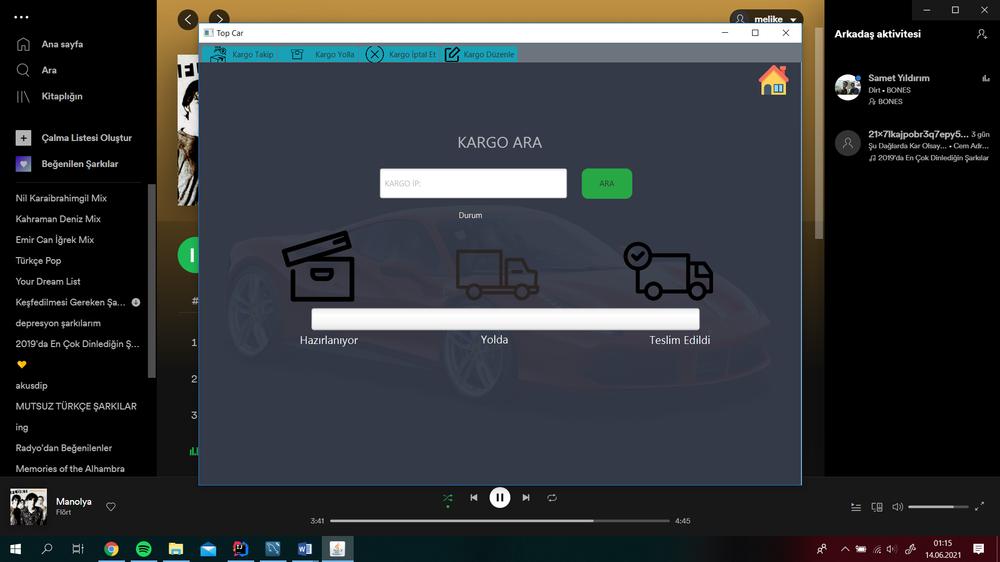 Ana sayfa
Ara
Kitaplığın
Çalma Listesi Oluştur
Beğenilen Şarkılar
Nil Karaibrahimgil Mix
Kahraman Deniz Mix
Emir Can İğrek Mix
Türkçe Pop
Your Dream List
Keşfedilmesi Gereken Şa...
depresyon şarkılarım
2019'da En Çok Dinlediğin Ş...
akusdip
MUTSUZ TÜRKÇE ŞARKILAR
ing
Radyo'dan Beğenilenler
Memories of the Alhambra
melike
#
1
2
3
Top Car
Kargo Takip
Kargo Yolla
Kargo İptal Et
Kargo Düzenle
KARGO ARA
KARGO İP:
ARA
Durum
Hazırlanıyor
Yolda
Teslim Edildi
Arkadaş aktivitesi
Samet Yıldırım
Dirt • BONES
BONES
21x7lkajpobr3q7epy5... 3 gün
Şu Dağlarda Kar Olsay... • Cem Adr...
2019'da En Çok Dinlediğin Şarkılar
FLÖRT
Manolya
Flört
3:41
4:45
01:15
14.06.2021